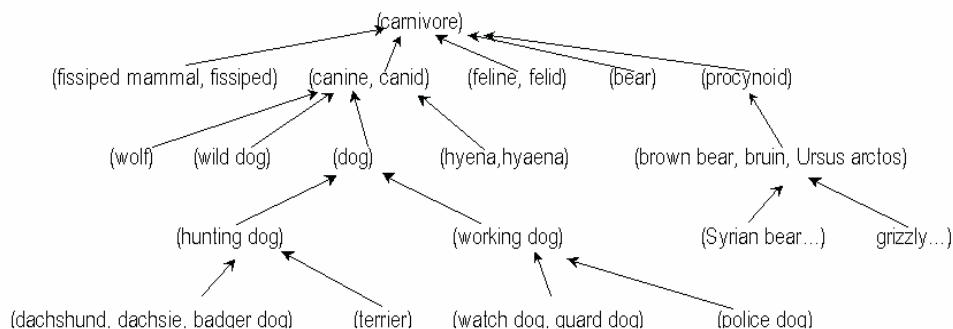 (carnivore)
(fissiped mammal, fissiped) (canine, canid) (feline, felid) (bear) (procynoid)
(wolf) (wild dog) (dog) (hyena,hyaena) (brown bear, bruin, Ursus arctos)
(hunting dog) (working dog) (Syrian bear...) grizzly...)
(dachshund, dachsie, badger dog) (terrier) (watch dog, guard dog) (police dog)